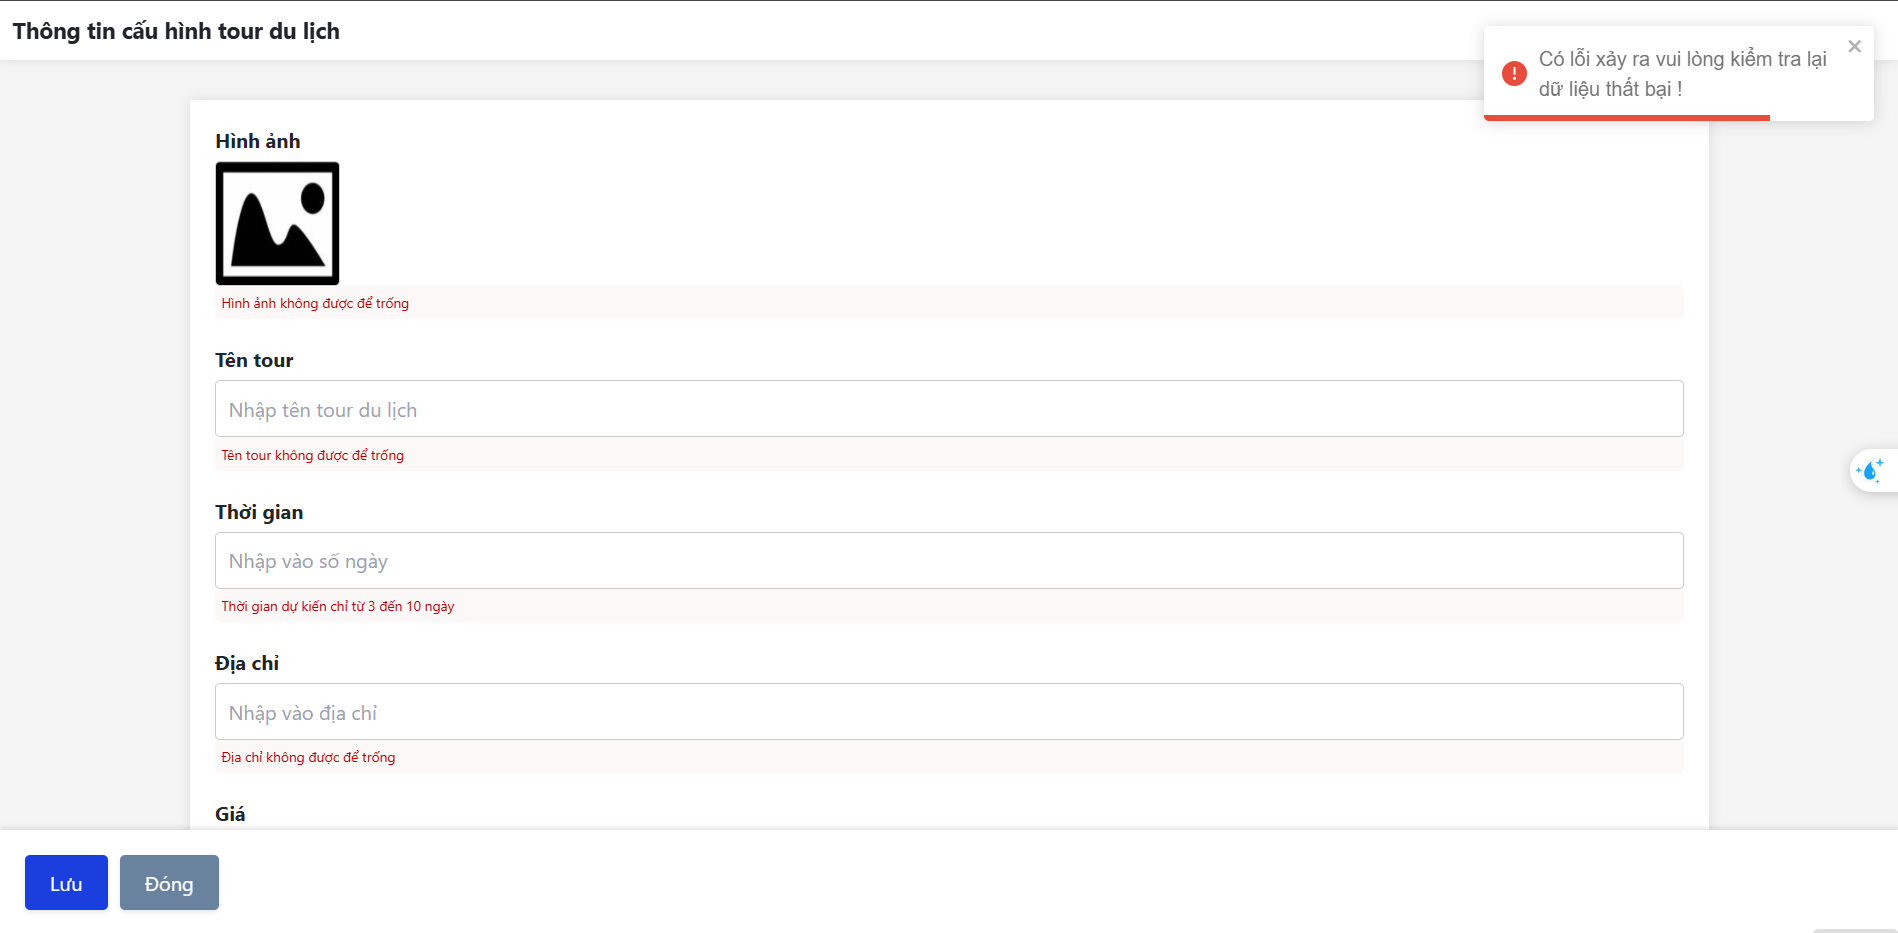 Thông tin cấu hình tour du lịch
Có lỗi xảy ra vui lòng kiểm tra lại
dữ liệu thất bại !
Hình ảnh
Hình ảnh không được để trống
Tên tour
Nhập tên tour du lịch
Tên tour không được để trống
Thời gian
Nhập vào số ngày
Thời gian dự kiến chỉ từ 3 đến 10 ngày
Địa chỉ
Nhập vào địa chỉ
Địa chỉ không được để trống
Giá
Lưu
Đóng